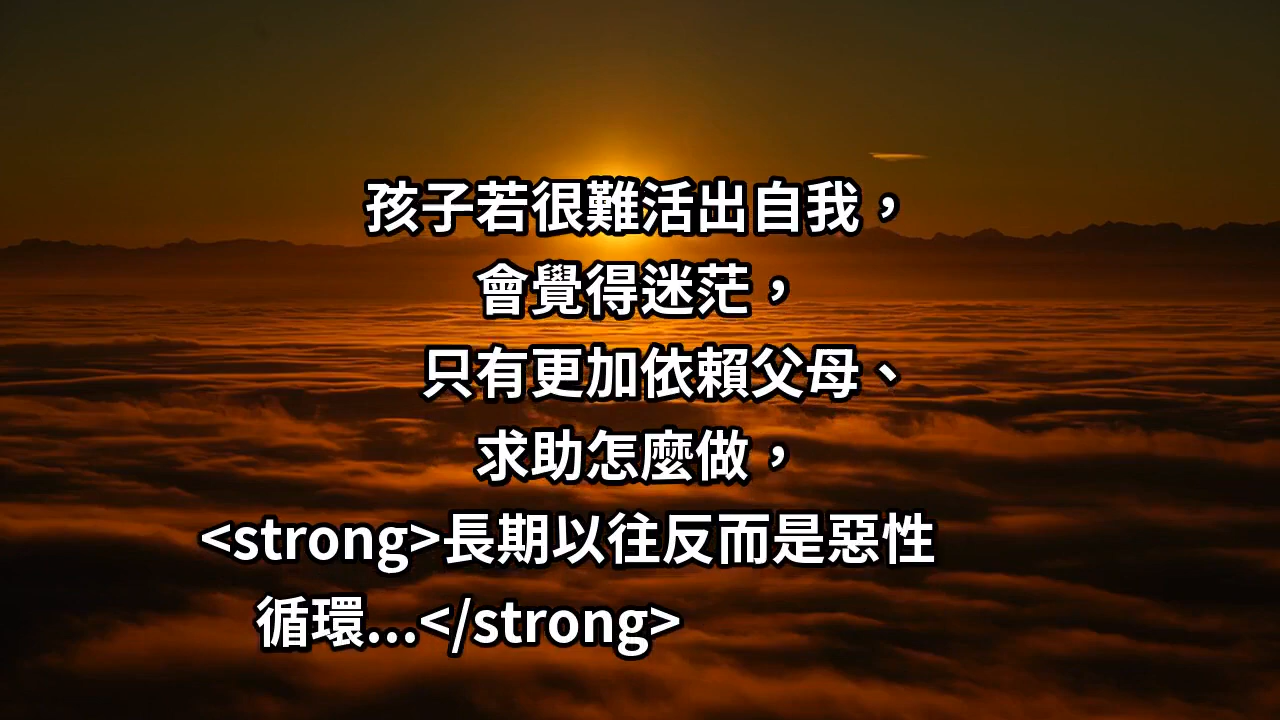 孩子若很難活出自我，
會覺得迷茫，
只有更加依賴父母、
求助怎麼做，
<strong>長期以往反而是惡性
循環...</strong>